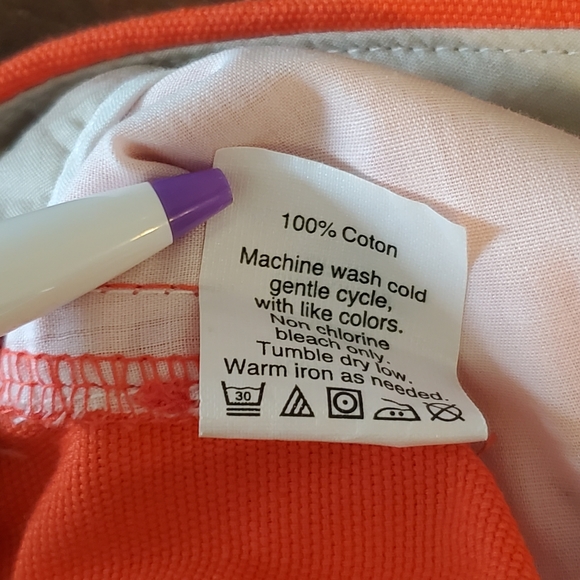 100% Coton
Machine wash cold
gentle cycle,
with like colors.
Non chlorine
bleach only.
Tumble dry low.
Warm iron as needed.
30